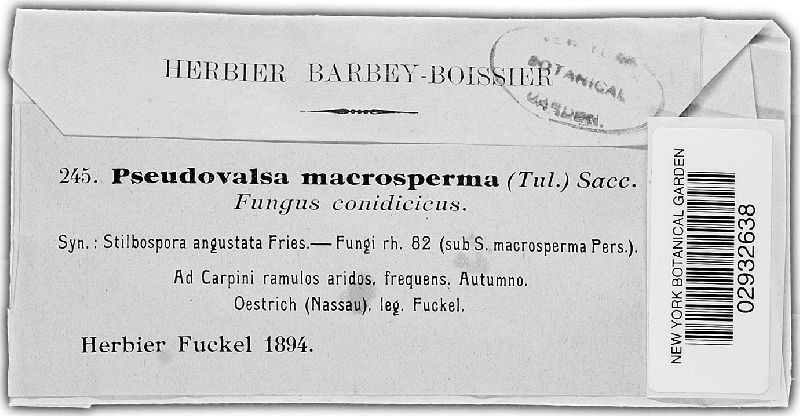 HERBIER BARBEY-BOISSIER
NEW YORK
BOTANICAL
GARDEN.
245. Pseudovalsa macrosperma (Tul.) Sacc.
Fungus conidicicus.
Syn.: Stilbospora angustata Fries.— Fungi rh. 82 (sub S. macrosperma Pers.).
Ad Carpini ramulos aridos, frequens, Autumno.
Oestrich (Nassau), leg. Fuckel.
Herbier Fuckel 1894.
NEW YORK BOTANICAL GARDEN
02932638